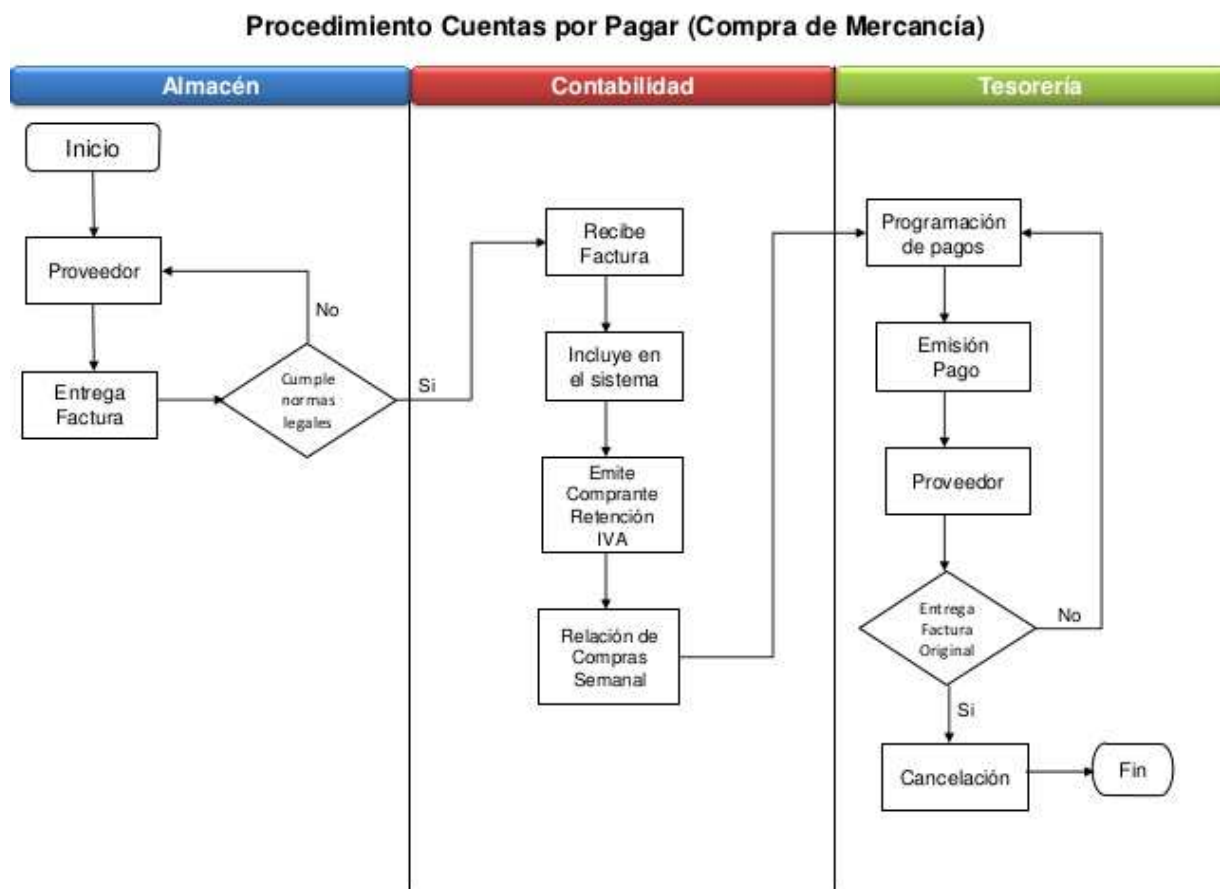 Procedimiento Cuentas por Pagar (Compra de Mercancía)
Almacén
Contabilidad
Tesorería
Inicio
Proveedor
No
Entrega
Factura
Cumple
normas
legales
Si
Recibe
Factura
Incluye en
el sistema
Emite
Comprante
Retención
IVA
Relación de
Compras
Semanal
Programación
de pagos
Emisión
Pago
Proveedor
Entrega
Factura
Original
No
Si
Cancelación
Fin